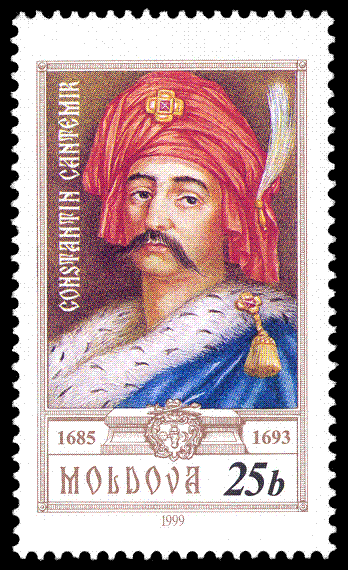 CONSTANTIN CANTEMIR
1685 1693
MOLDOVA 25b
1999